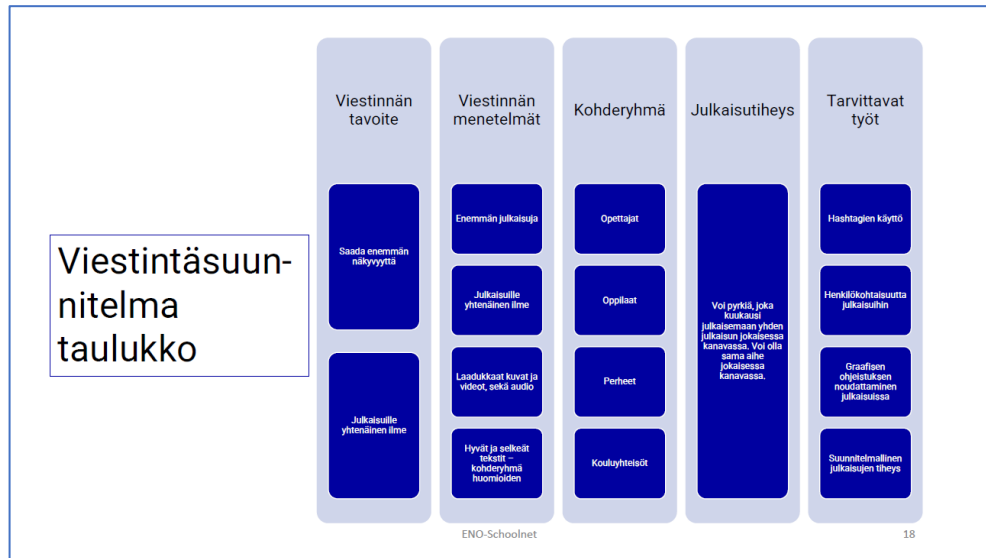 Viestintäsuun-
nitelma
taulukko
Viestinnän
tavoite
Saada enemmän
näkyvyyttä
Julkaisuille
yhtenäinen ilme
Viestinnän
menetelmät
Enemmän julkaisuja
Julkaisuille
yhtenäinen ilme
Laadukkaat kuvat ja
videot, sekä audio
Hyvät ja selkeät
tekstit –
kohderyhmä
huomioiden
Kohderyhmä
Opettajat
Oppilaat
Perheet
Kouluyhteisöt
Julkaisutiheys
Voi pyrkiä, joka
kuukausi
julkaisemaan yhden
julkaisun jokaisessa
kanavassa. Voi olla
sama aihe
jokaisessa
kanavassa.
Tarvittavat
työt
Hashtagien käyttö
Henkilökohtaisuutta
julkaisuihin
Graafisen
ohjeistuksen
noudattaminen
julkaisuissa
Suunnitelmallinen
julkaisujen tiheys
ENO-Schoolnet
18